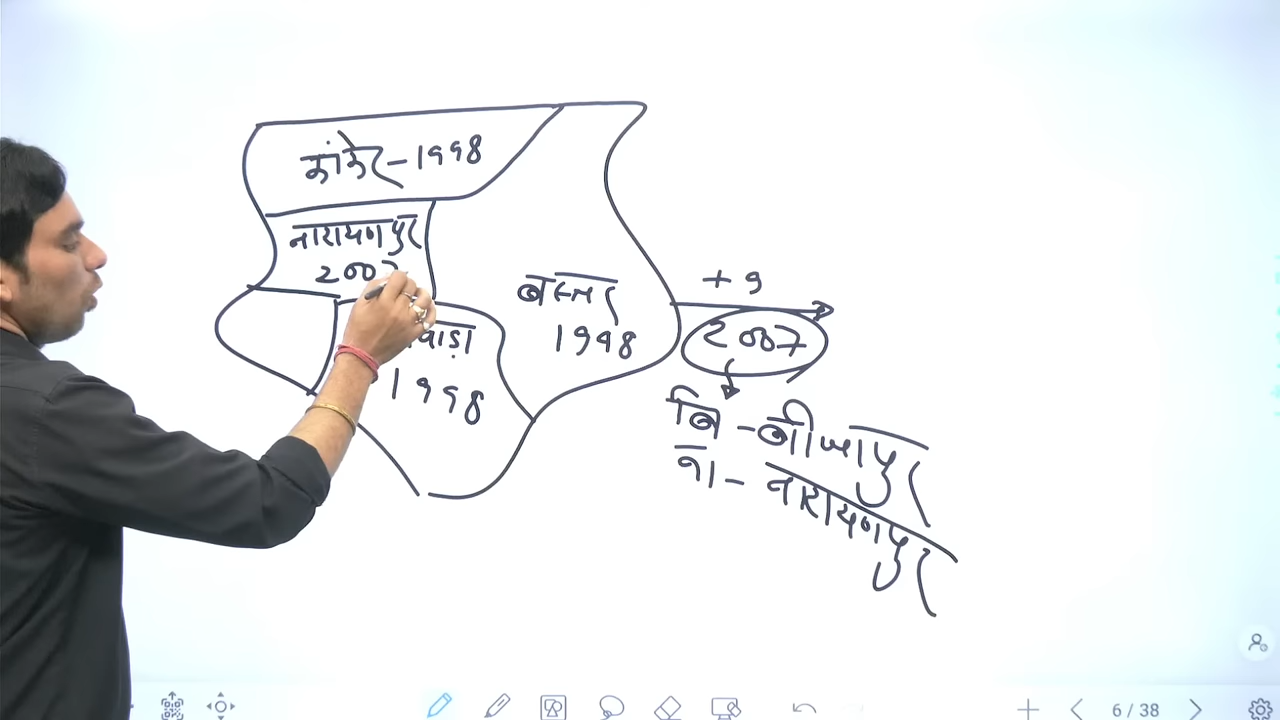 कांकेर - 1998
नारायणपुर
200
बस्तर
1998
वाड़ा
1998
+ 9
2007
बि - बीजापुर
ना - नारायणपुर
6 / 38